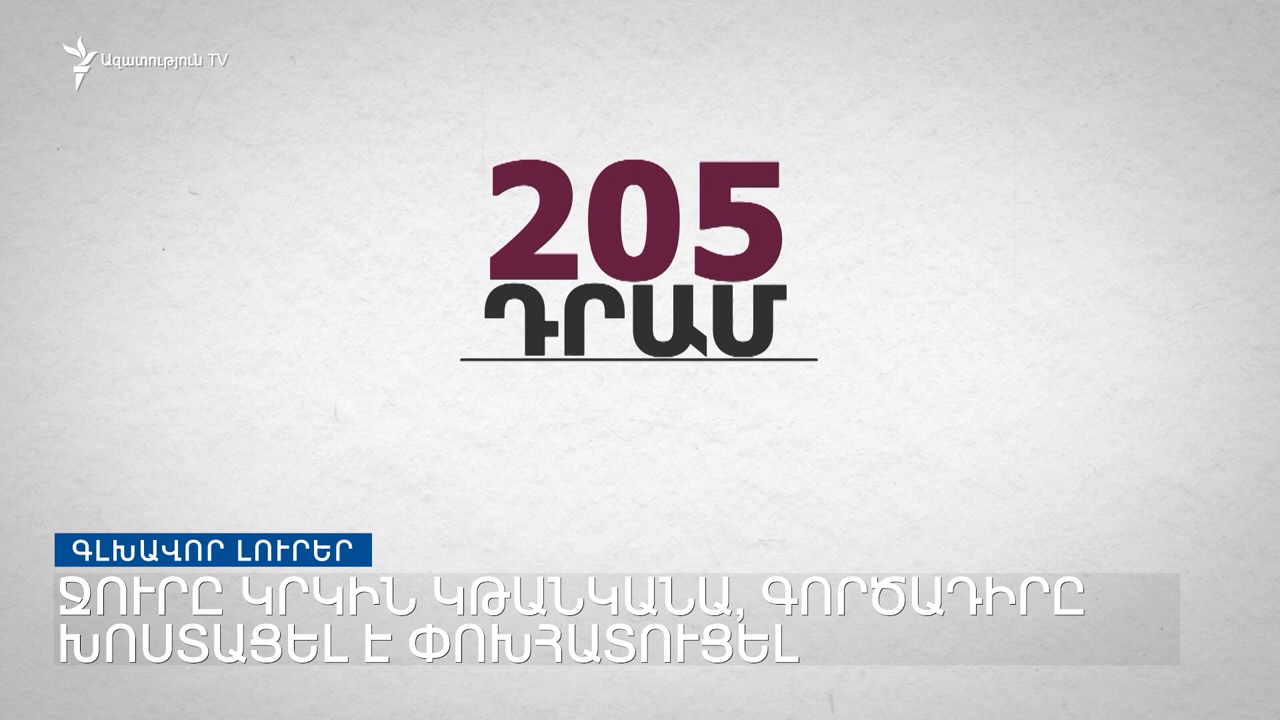 Ազատություն TV
205
ԴՐԱՄ
ԳԼԽԱՎՈՐ ԼՈՒՐԵՐ
ՋՈՒՐԸ ԿՐԿԻՆ ԿԹԱՆԿԱՆԱ, ԳՈՐԾԱԴԻՐԸ
ԽՈՍՏԱՑԵԼ Է ՓՈԽՀԱՏՈՒՑԵԼ